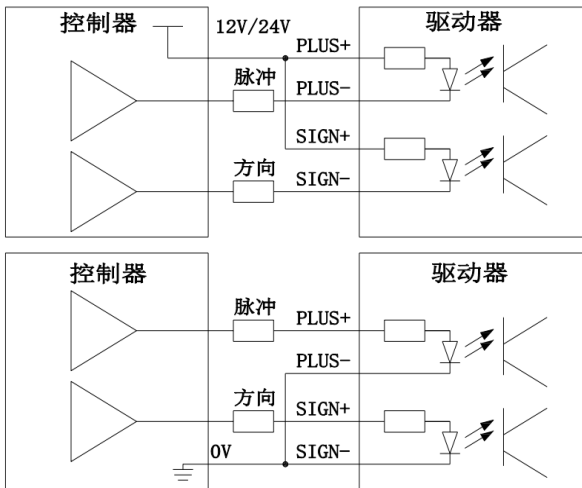 控制器
12V/24V
驱动器
PLUS+
脉冲
PLUS-
SIGN+
方向
SIGN-
控制器
驱动器
脉冲
PLUS+
PLUS-
方向
SIGN+
0V
SIGN-